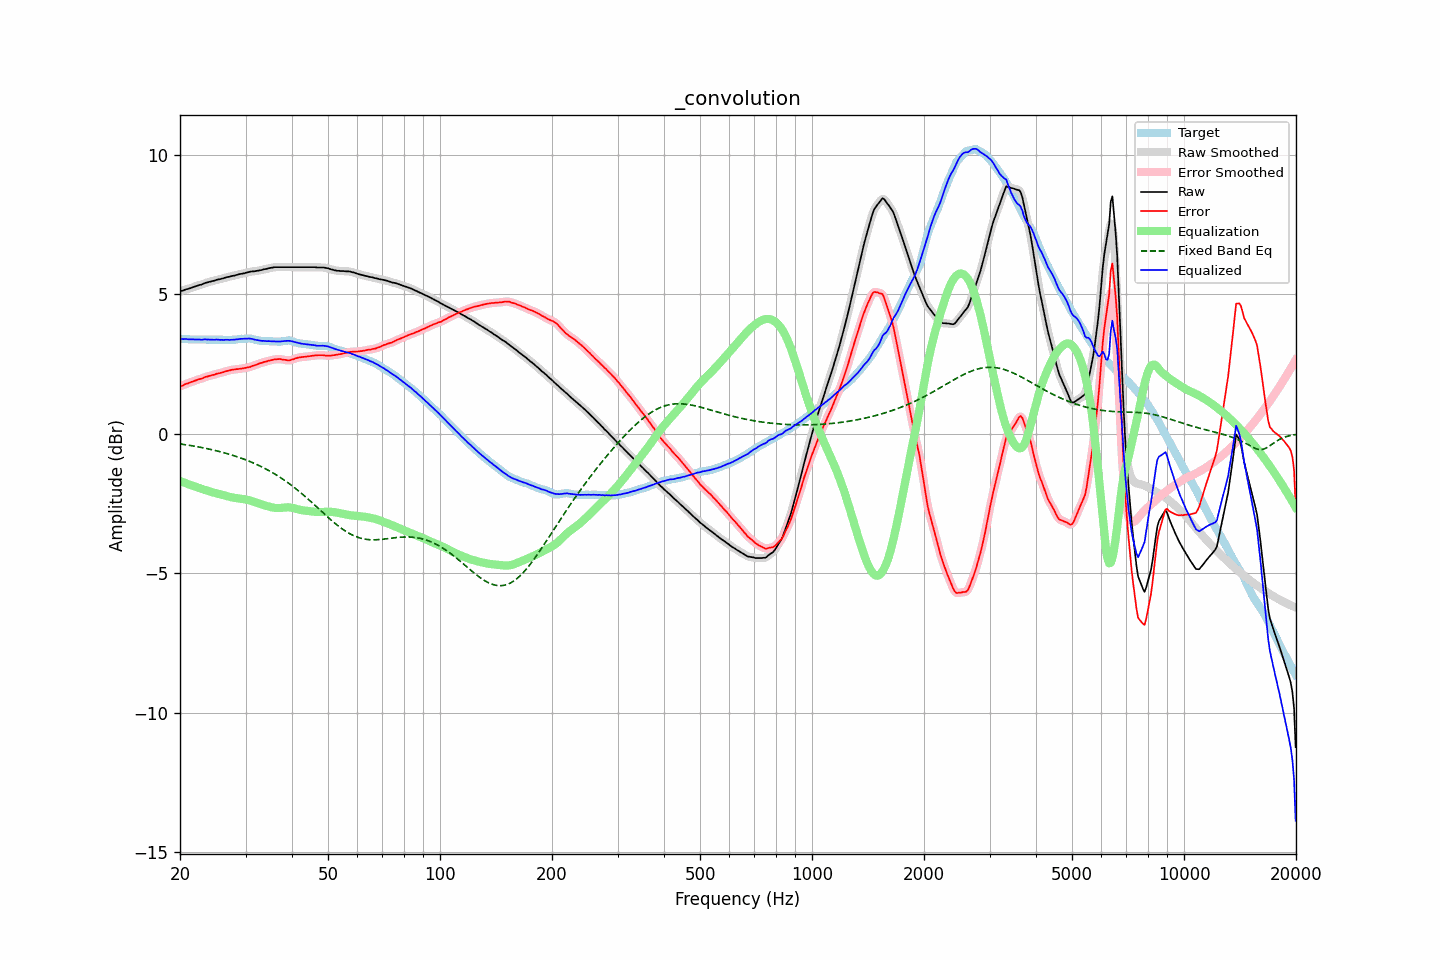 _convolution
Target
Raw Smoothed
Error Smoothed
Raw
Error
Equalization
Fixed Band Eq
Equalized
Amplitude (dBr)
10
5
0
−5
−10
−15
20 50 100 200 500 1000 2000 5000 10000 20000
Frequency (Hz)